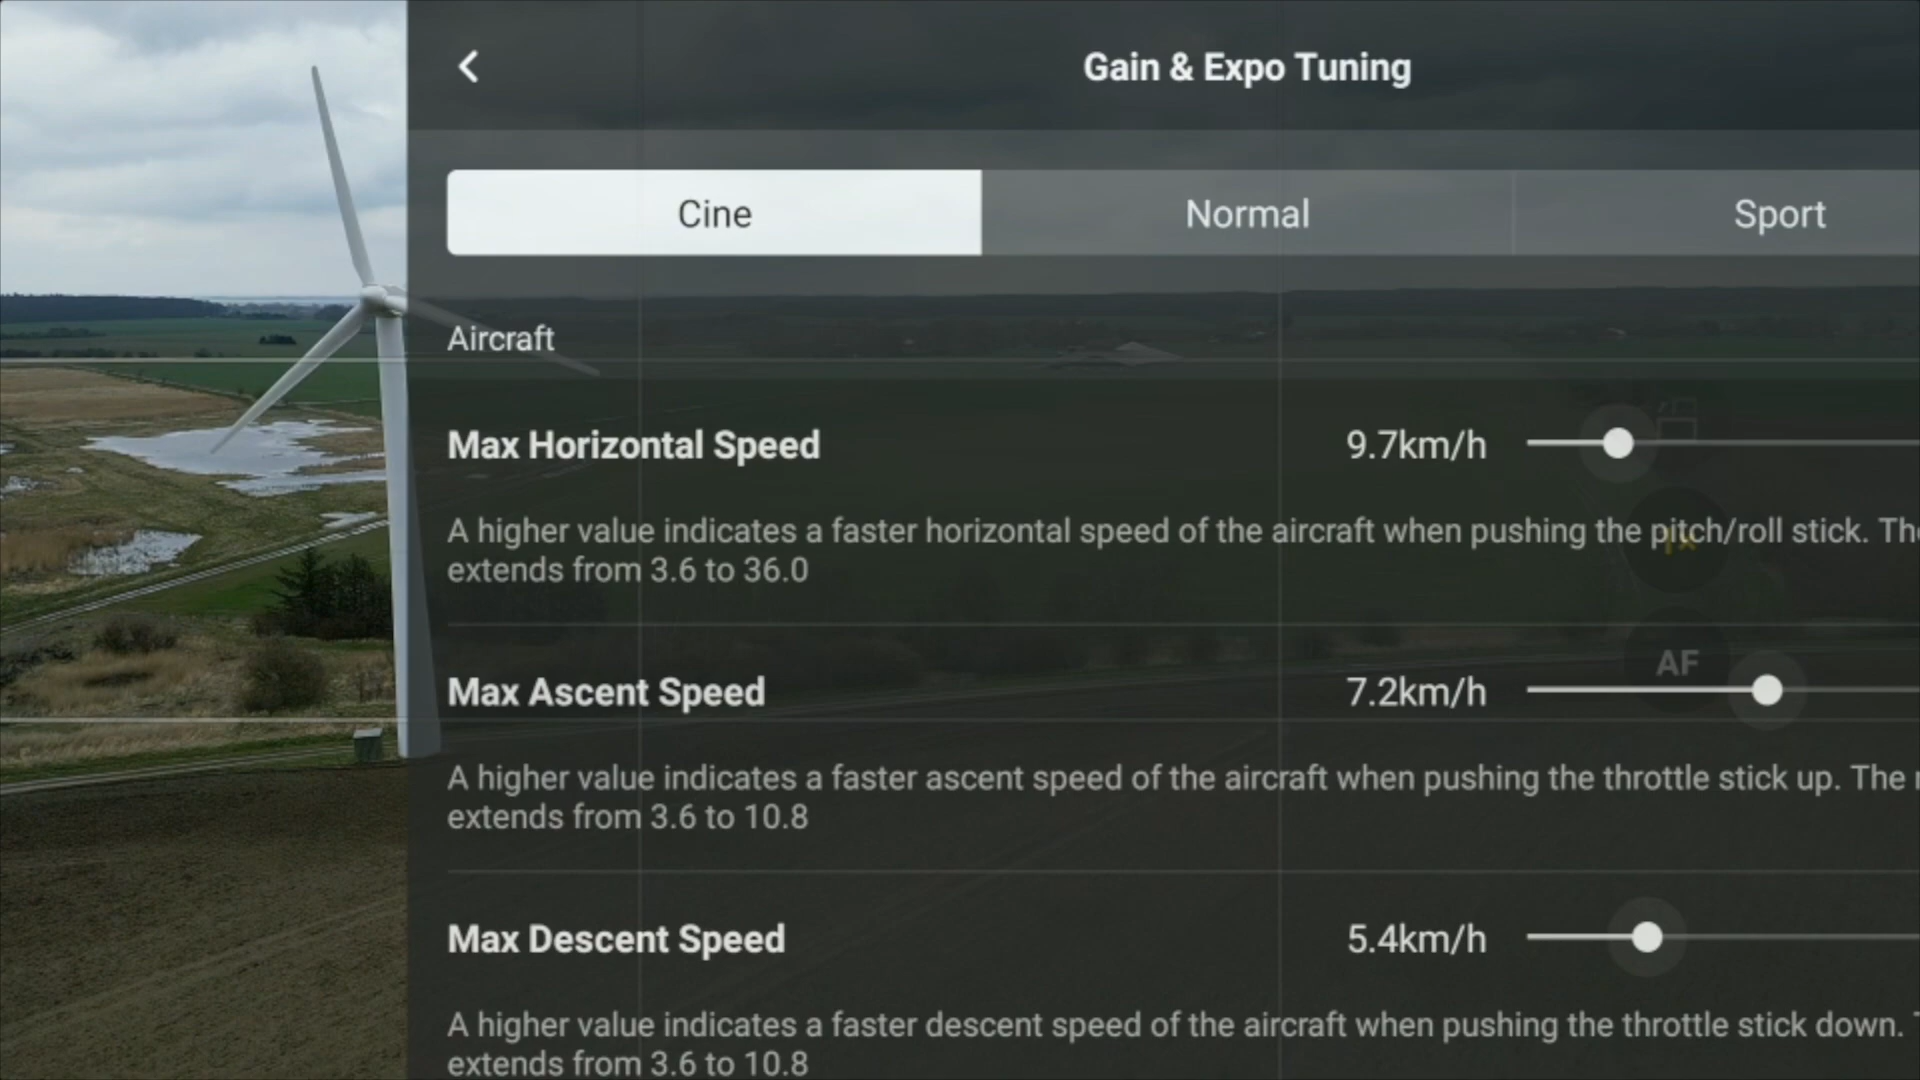 Gain & Expo Tuning
Cine Normal Sport
Aircraft
Max Horizontal Speed 9.7km/h
A higher value indicates a faster horizontal speed of the aircraft when pushing the pitch/roll stick.
extends from 3.6 to 36.0
AF
Max Ascent Speed 7.2km/h
A higher value indicates a faster ascent speed of the aircraft when pushing the throttle stick up. The
extends from 3.6 to 10.8
Max Descent Speed 5.4km/h
A higher value indicates a faster descent speed of the aircraft when pushing the throttle stick down.
extends from 3.6 to 10.8